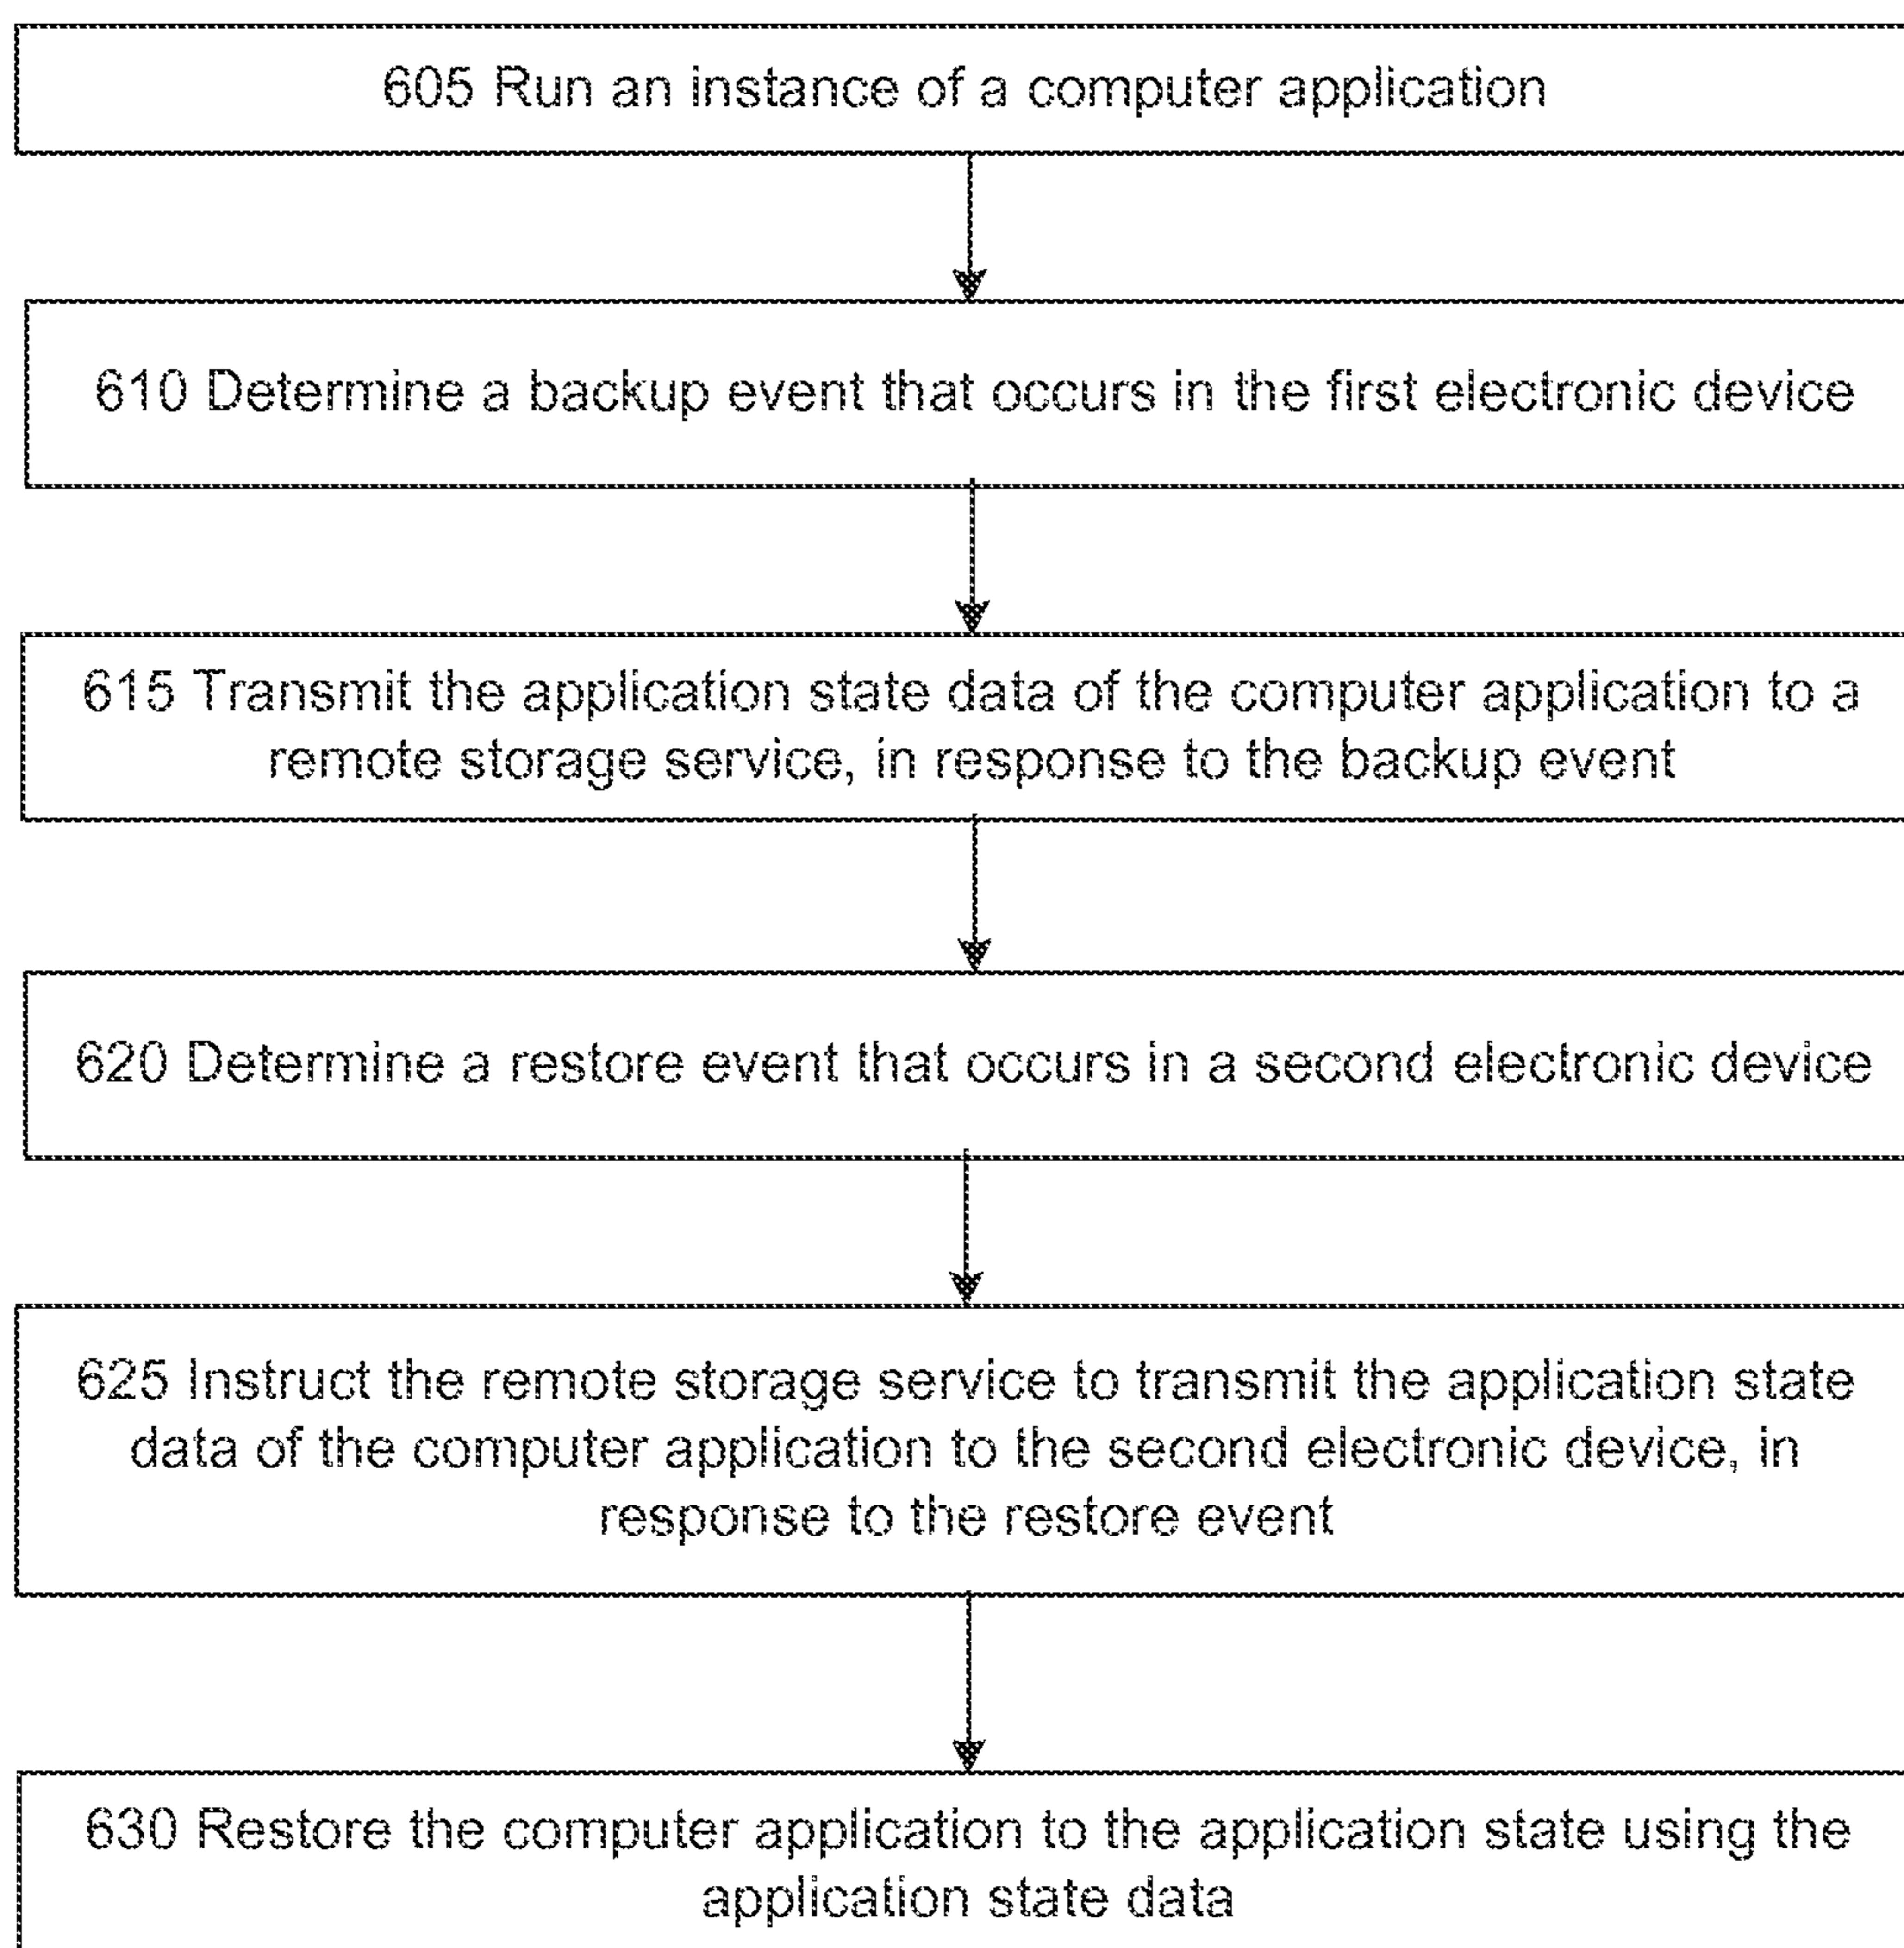 605 Run an instance of a computer application
610 Determine a backup event that occurs in the first electronic device
615 Transmit the application state data of the computer application to a
remote storage service, in response to the backup event
620 Determine a restore event that occurs in a second electronic device
625 Instruct the remote storage service to transmit the application state
data of the computer application to the second electronic device, in
response to the restore event
630 Restore the computer application to the application state using the
application state data